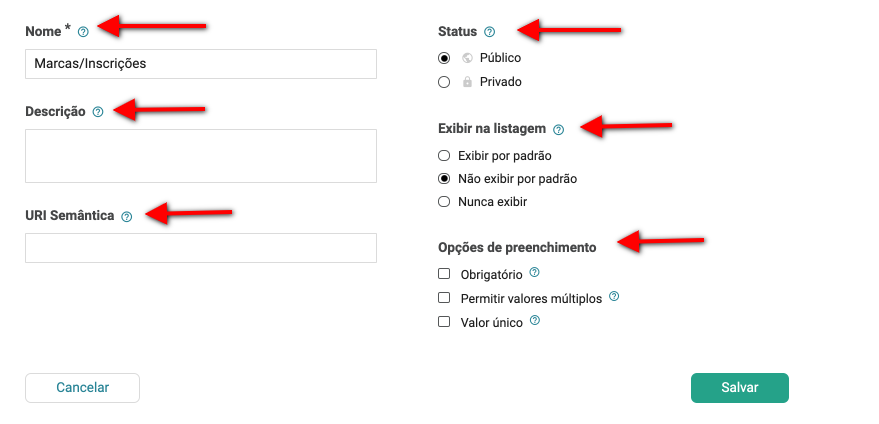 Nome *
Marcas/Inscrições
Descrição
URI Semântica
Status
Público
Privado
Exibir na listagem
Exibir por padrão
Não exibir por padrão
Nunca exibir
Opções de preenchimento
Obrigatório
Permitir valores múltiplos
Valor único
Cancelar
Salvar